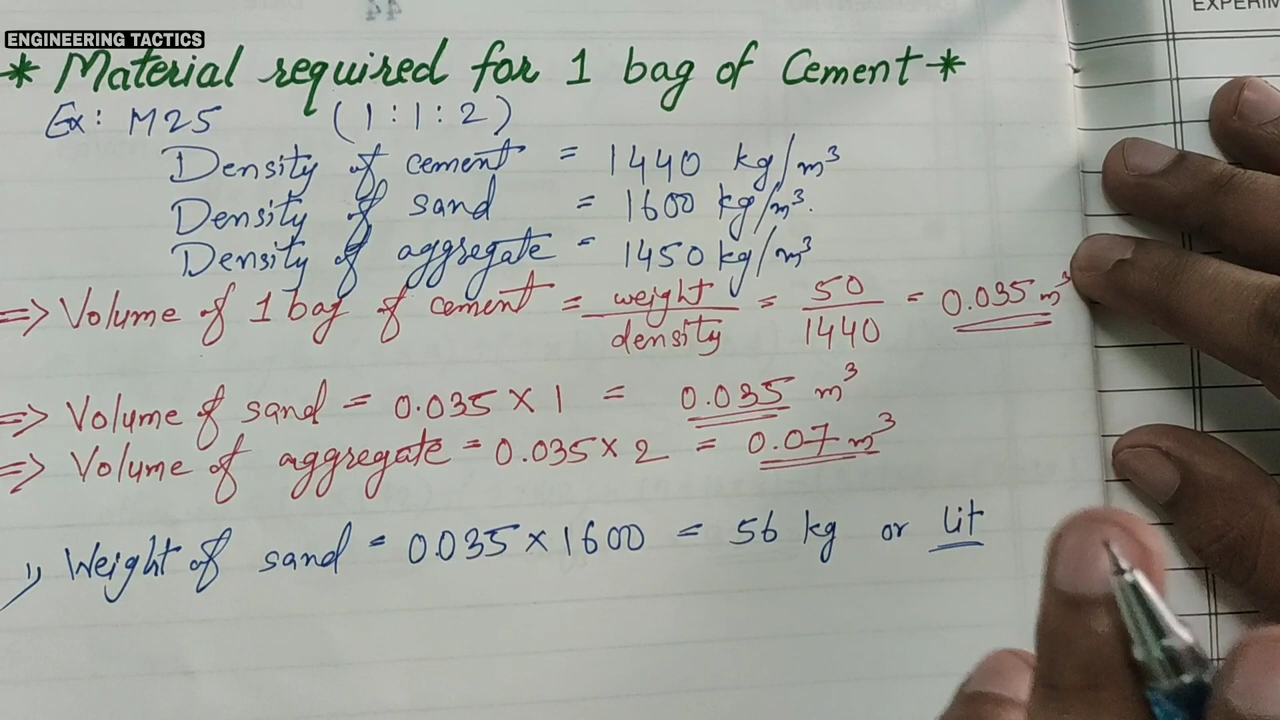 44
EXPERIM
ENGINEERING TACTICS
* Material required for 1 bag of Cement *
Ex: M25 (1:1:2)
Density of cement = 1440 kg/m³
Density of sand = 1600 kg/m³.
Density of aggregate = 1450 kg/m³
=> Volume of 1 bag of cement = weight/density = 50/1440 = 0.035 m³
=> Volume of sand = 0.035 × 1 = 0.035 m³
=> Volume of aggregate = 0.035 × 2 = 0.07 m³
1) Weight of sand = 0.035 × 1600 = 56 kg or lit